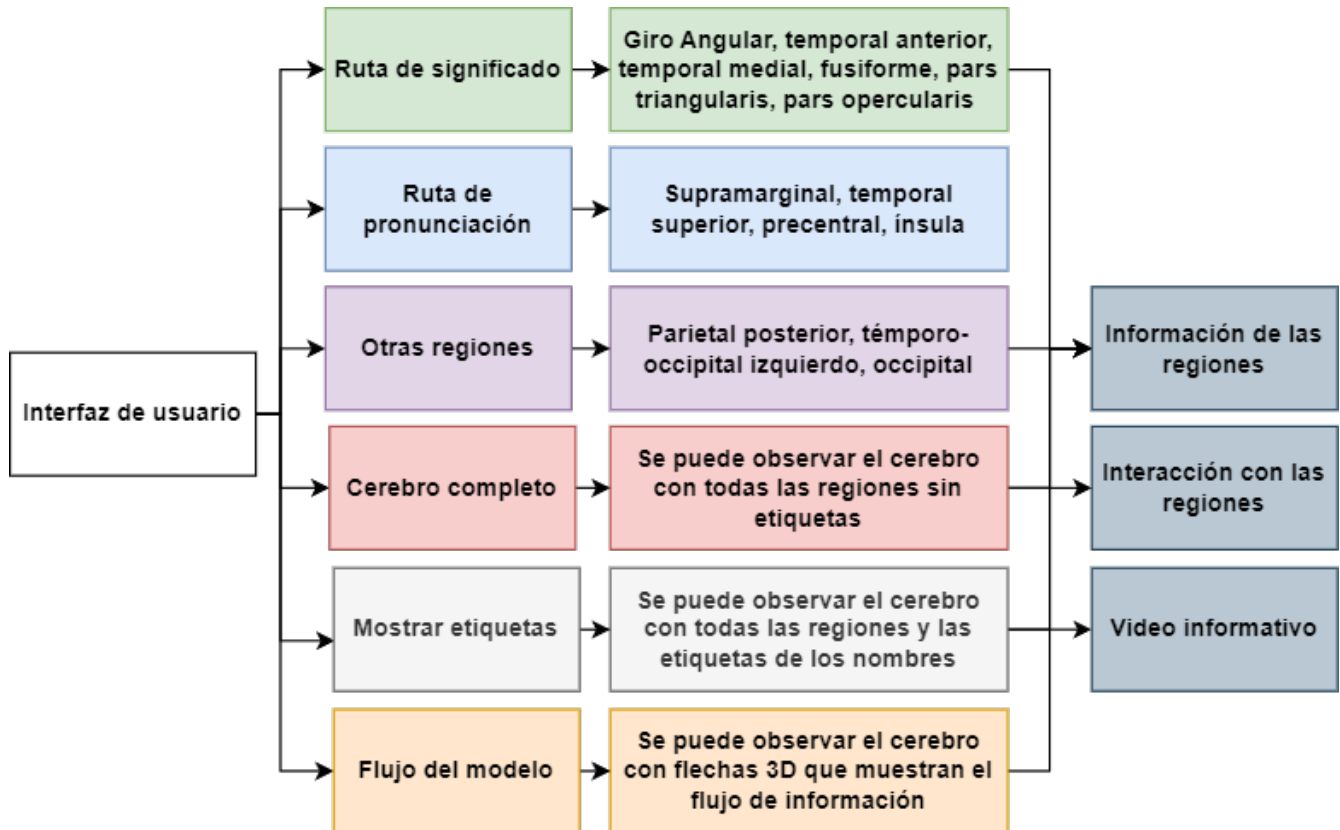 Interfaz de usuario
Ruta de significado
Giro Angular, temporal anterior,
temporal medial, fusiforme, pars
triangularis, pars opercularis
Ruta de
pronunciación
Supramarginal, temporal
superior, precentral, ínsula
Otras regiones
Parietal posterior, témporo-
occipital izquierdo, occipital
Cerebro completo
Se puede observar el cerebro
con todas las regiones sin
etiquetas
Mostrar etiquetas
Se puede observar el cerebro
con todas las regiones y las
etiquetas de los nombres
Flujo del modelo
Se puede observar el cerebro
con flechas 3D que muestran el
flujo de información
Información de las
regiones
Interacción con las
regiones
Video informativo